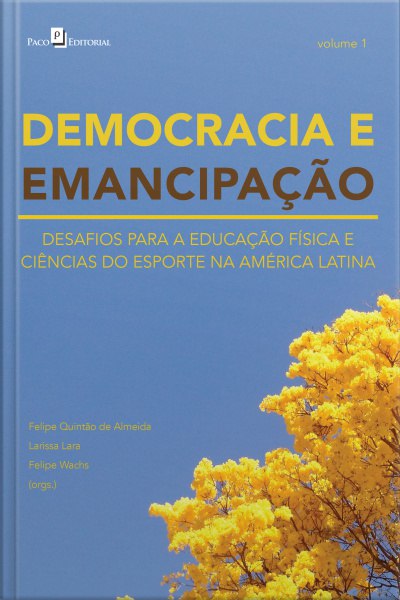 PACO EDITORIAL
volume 1
DEMOCRACIA E
EMANCIPAÇÃO
DESAFIOS PARA A EDUCAÇÃO FÍSICA E
CIÊNCIAS DO ESPORTE NA AMÉRICA LATINA
Felipe Quintão de Almeida
Larissa Lara
Felipe Wachs
(orgs.)